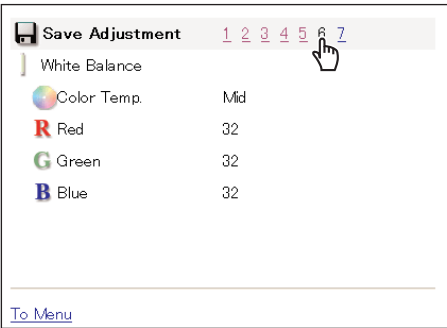 Save Adjustment 1 2 3 4 5 6 7
White Balance
Color Temp. Mid
R Red 32
G Green 32
B Blue 32
To Menu